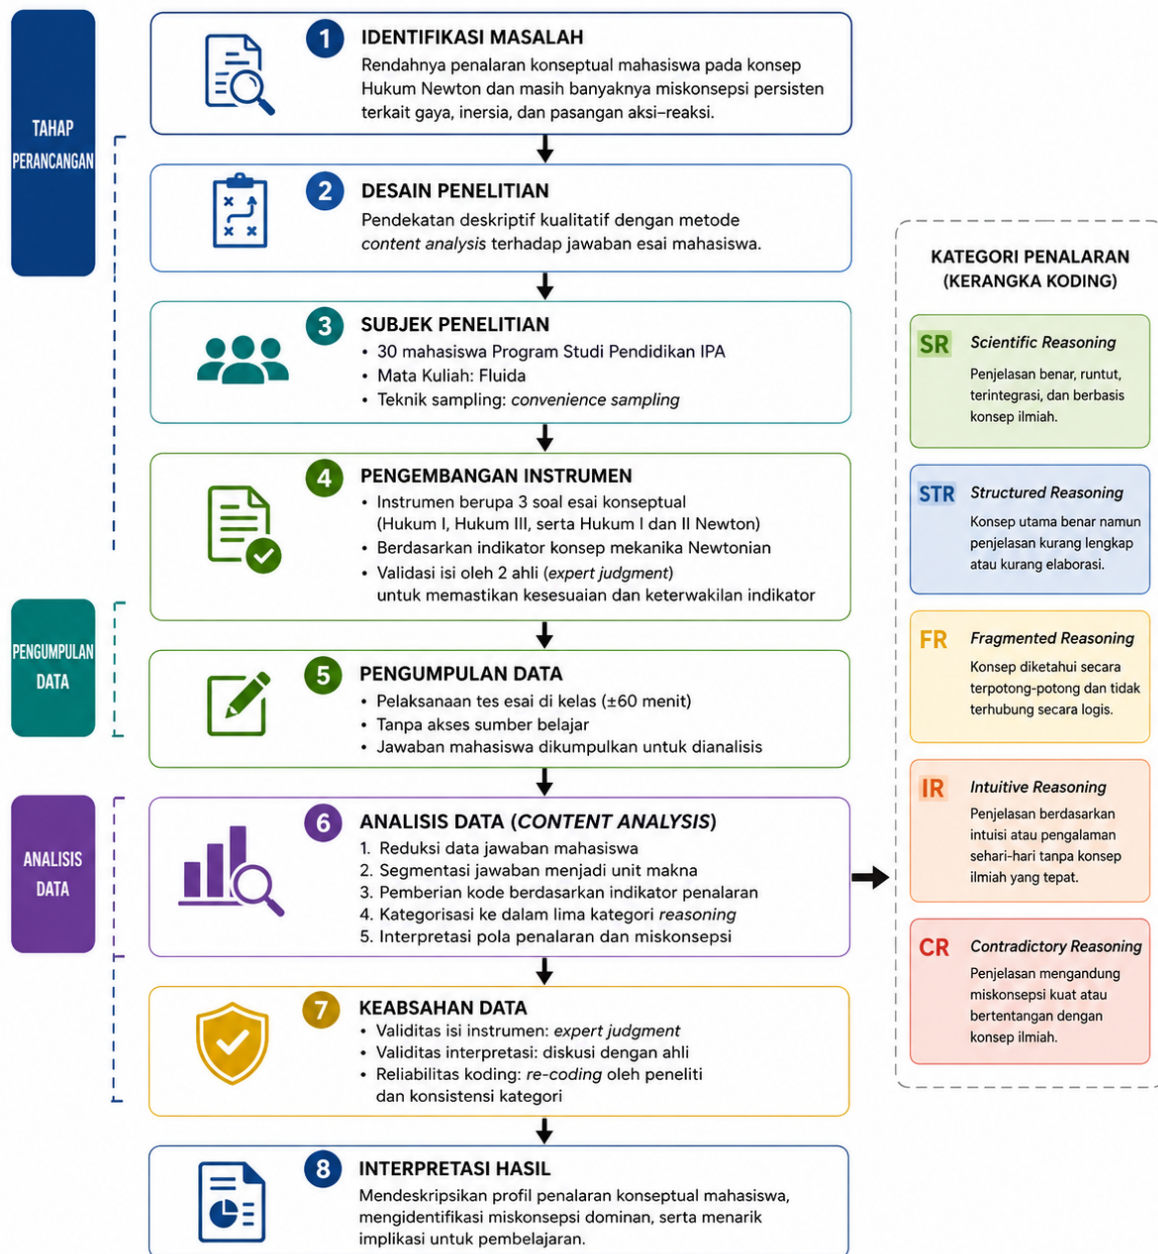 TAHAP
PERANCANGAN
1
IDENTIFIKASI MASALAH
Rendahnya penalaran konseptual mahasiswa pada konsep
Hukum Newton dan masih banyaknya miskonsepsi persisten
terkait gaya, inersia, dan pasangan aksi–reaksi.
2
DESAIN PENELITIAN
Pendekatan deskriptif kualitatif dengan metode
content analysis terhadap jawaban esai mahasiswa.
3
SUBJEK PENELITIAN
• 30 mahasiswa Program Studi Pendidikan IPA
• Mata Kuliah: Fluida
• Teknik sampling: convenience sampling
4
PENGEMBANGAN INSTRUMEN
• Instrumen berupa 3 soal esai konseptual
(Hukum I, Hukum III, serta Hukum I dan II Newton)
• Berdasarkan indikator konsep mekanika Newtonian
• Validasi isi oleh 2 ahli (expert judgment)
untuk memastikan kesesuaian dan keterwakilan indikator
PENGUMPULAN
DATA
5
PENGUMPULAN DATA
• Pelaksanaan tes esai di kelas (±60 menit)
• Tanpa akses sumber belajar
• Jawaban mahasiswa dikumpulkan untuk dianalisis
ANALISIS
DATA
6
ANALISIS DATA (CONTENT ANALYSIS)
1. Reduksi data jawaban mahasiswa
2. Segmentasi jawaban menjadi unit makna
3. Pemberian kode berdasarkan indikator penalaran
4. Kategorisasi ke dalam lima kategori reasoning
5. Interpretasi pola penalaran dan miskonsepsi
7
KEABSAHAN DATA
• Validitas isi instrumen: expert judgment
• Validitas interpretasi: diskusi dengan ahli
• Reliabilitas koding: re-coding oleh peneliti
dan konsistensi kategori
8
INTERPRETASI HASIL
Mendeskripsikan profil penalaran konseptual mahasiswa,
mengidentifikasi miskonsepsi dominan, serta menarik
implikasi untuk pembelajaran.
KATEGORI PENALARAN
(KERANGKA KODING)
SR
Scientific Reasoning
Penjelasan benar, runtut,
terintegrasi, dan berbasis
konsep ilmiah.
STR
Structured Reasoning
Konsep utama benar namun
penjelasan kurang lengkap
atau kurang elaborasi.
FR
Fragmented Reasoning
Konsep diketahui secara
terpotong-potong dan tidak
terhubung secara logis.
IR
Intuitive Reasoning
Penjelasan berdasarkan
intuisi atau pengalaman
sehari-hari tanpa konsep
ilmiah yang tepat.
CR
Contradictory Reasoning
Penjelasan mengandung
miskonsepsi kuat atau
bertentangan dengan
konsep ilmiah.